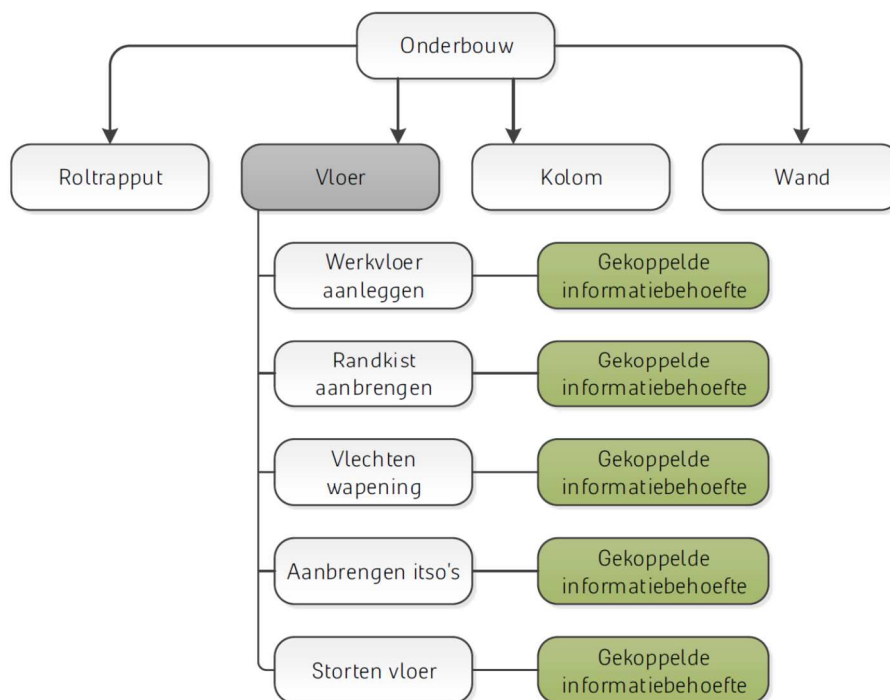 Onderbouw
Roltrapput
Vloer
Kolom
Wand
Werkvloer
aanleggen
Gekoppelde
informatiebehoefte
Randkist
aanbrengen
Gekoppelde
informatiebehoefte
Vlechten
wapening
Gekoppelde
informatiebehoefte
Aanbrengen itso's
Gekoppelde
informatiebehoefte
Storten vloer
Gekoppelde
informatiebehoefte